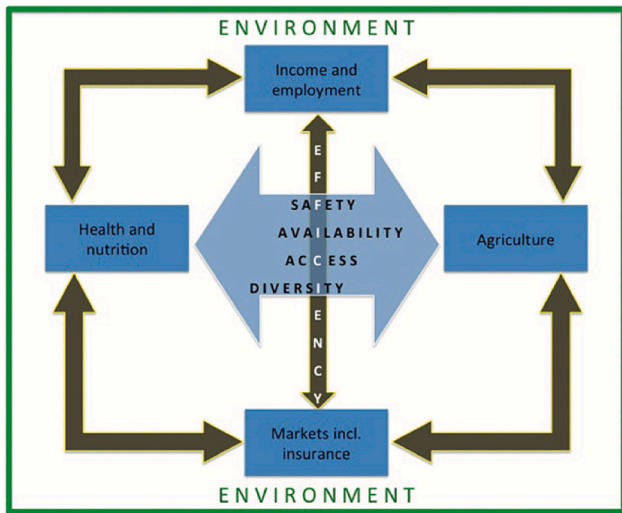 ENVIRONMENT
Income and
employment
EFFICIENCY
SAFETY
AVAILABILITY
ACCESS
DIVERSITY
Health and
nutrition
Agriculture
Markets incl.
insurance
ENVIRONMENT